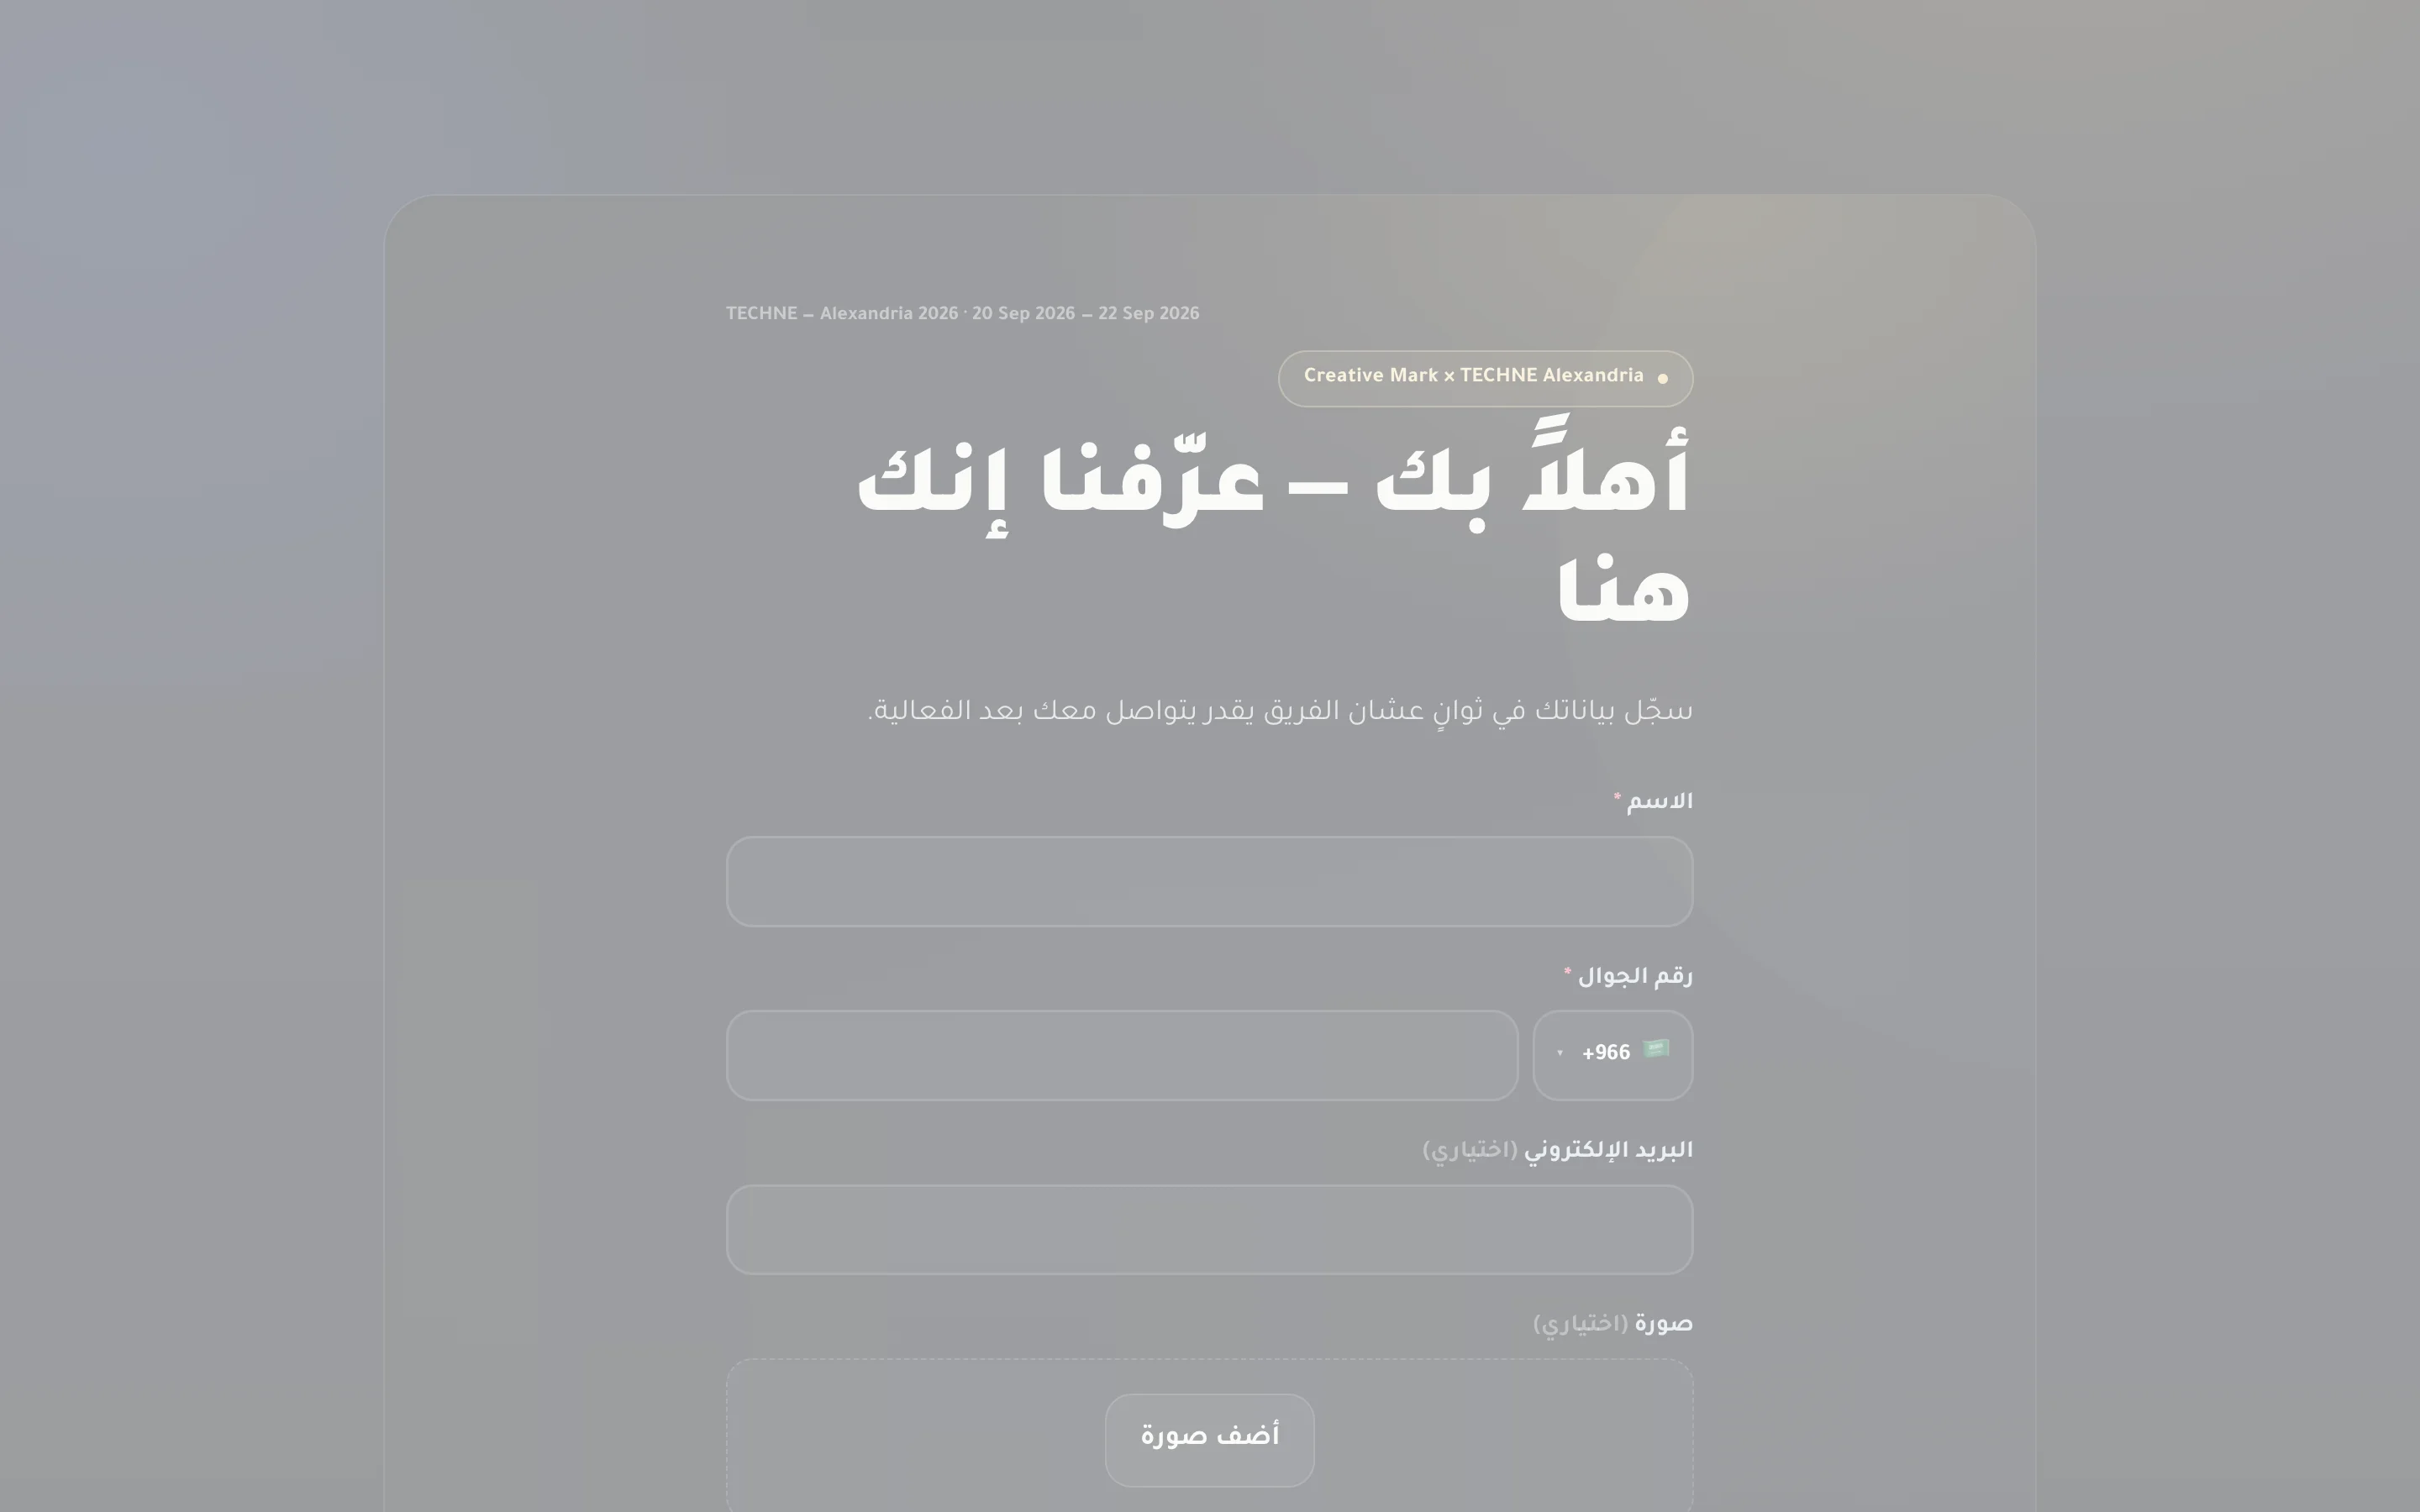 TECHNE — Alexandria 2026 · 20 Sep 2026 — 22 Sep 2026
Creative Mark × TECHNE Alexandria
أهلاً بك — عرّفنا إنك
هنا
سجّل بياناتك في ثوانٍ عشان الفريق يقدر يتواصل معك بعد الفعالية.
الاسم *
رقم الجوال *
+966
البريد الإلكتروني (اختياري)
صورة (اختياري)
أضف صورة